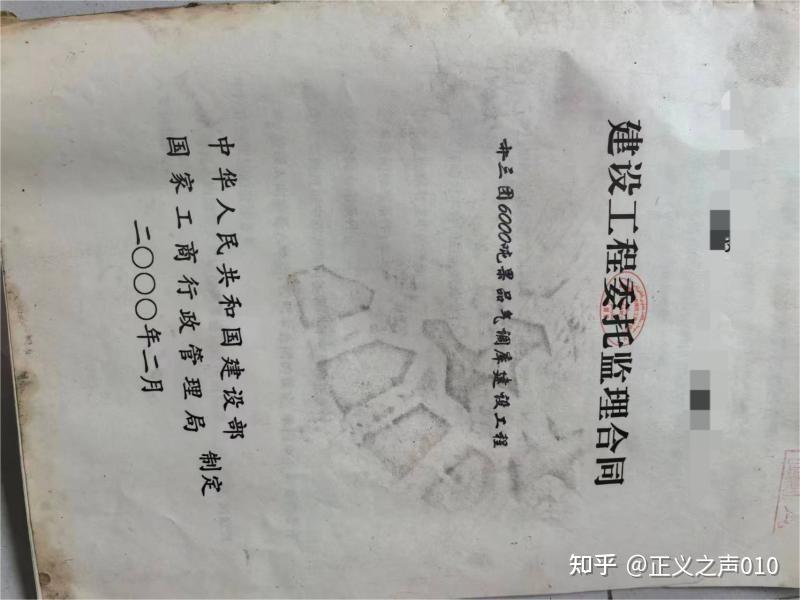 建设工程委托监理合同
卅三团6000吨果品气调库建设工程
中华人民共和国建设部
国家工商行政管理局
制定
二〇〇〇年二月
知乎 @正义之声010